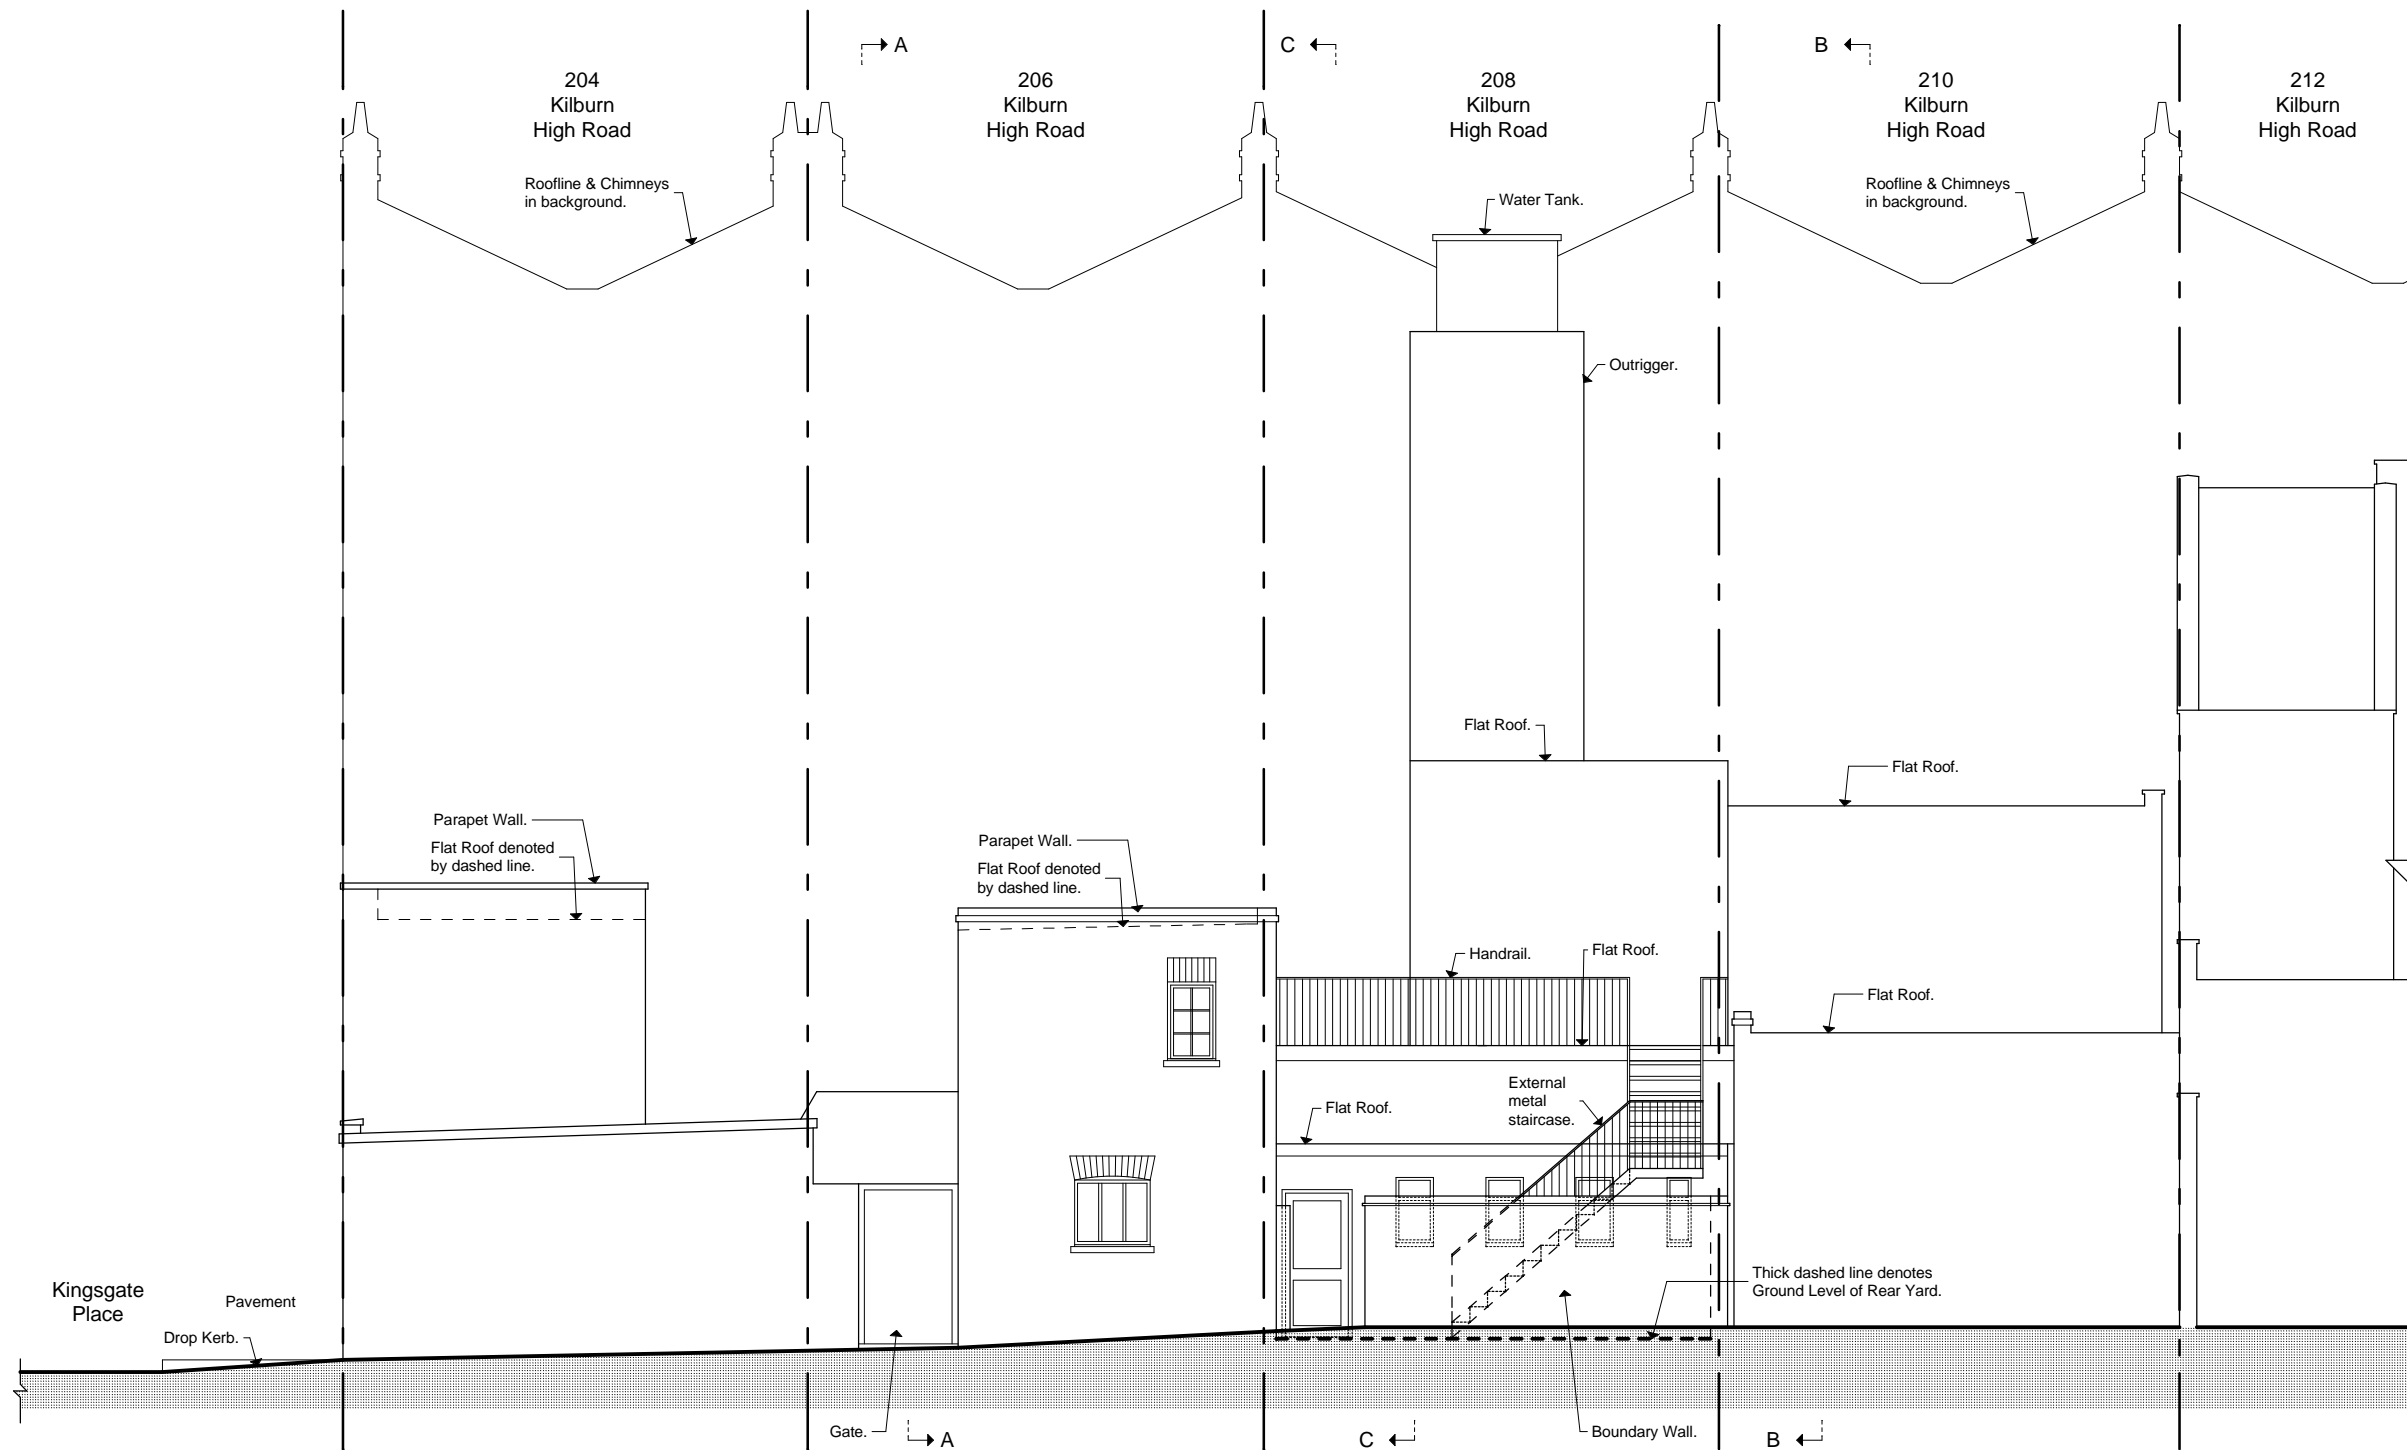 A
C
B
204
Kilburn
High Road
206
Kilburn
High Road
208
Kilburn
High Road
210
Kilburn
High Road
212
Kilburn
High Road
Roofline & Chimneys
in background.
Water Tank.
Roofline & Chimneys
in background.
Outrigger.
Flat Roof.
Flat Roof.
Parapet Wall.
Flat Roof denoted
by dashed line.
Parapet Wall.
Flat Roof denoted
by dashed line.
Handrail.
Flat Roof.
Flat Roof.
External
metal
staircase.
Flat Roof.
Thick dashed line denotes
Ground Level of Rear Yard.
Kingsgate
Place
Pavement
Drop Kerb.
Gate.
A
C
Boundary Wall.
B